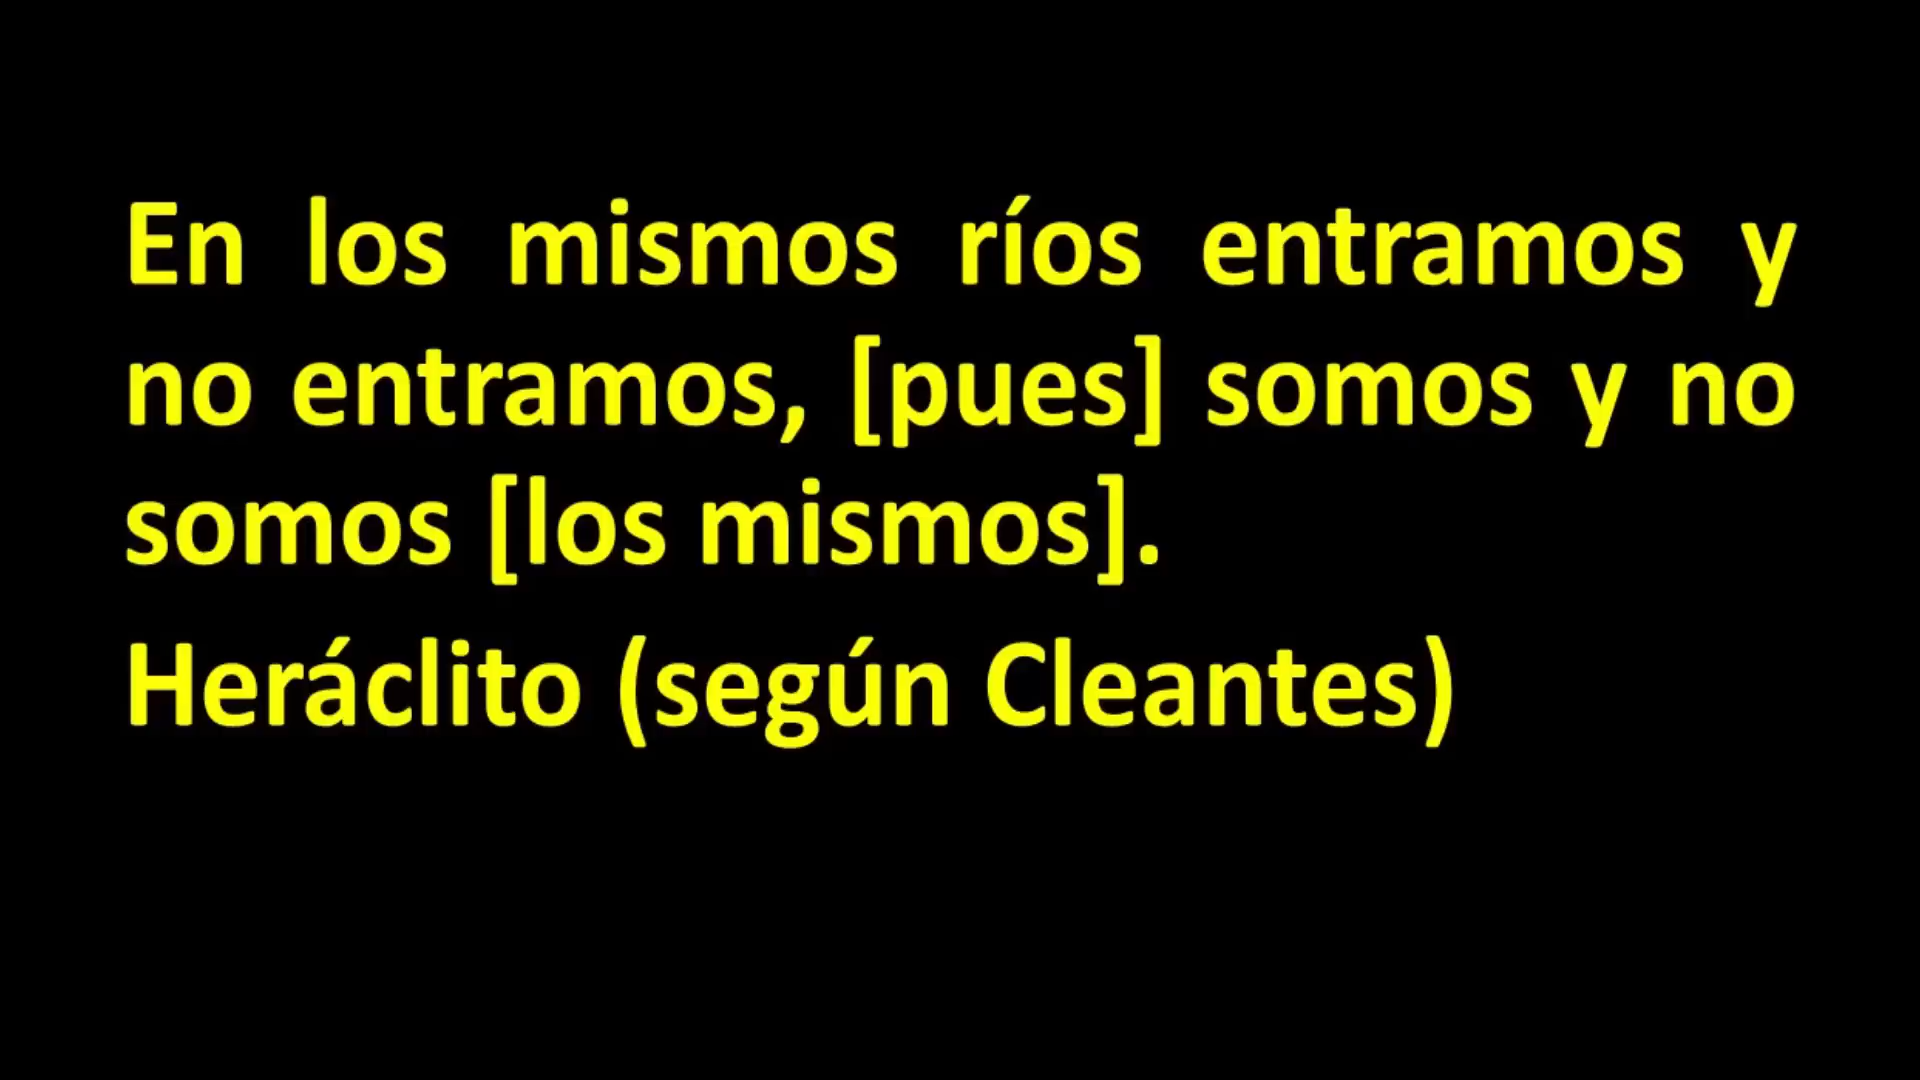 En los mismos ríos entramos y
no entramos, [pues] somos y no
somos [los mismos].
Heráclito (según Cleantes)